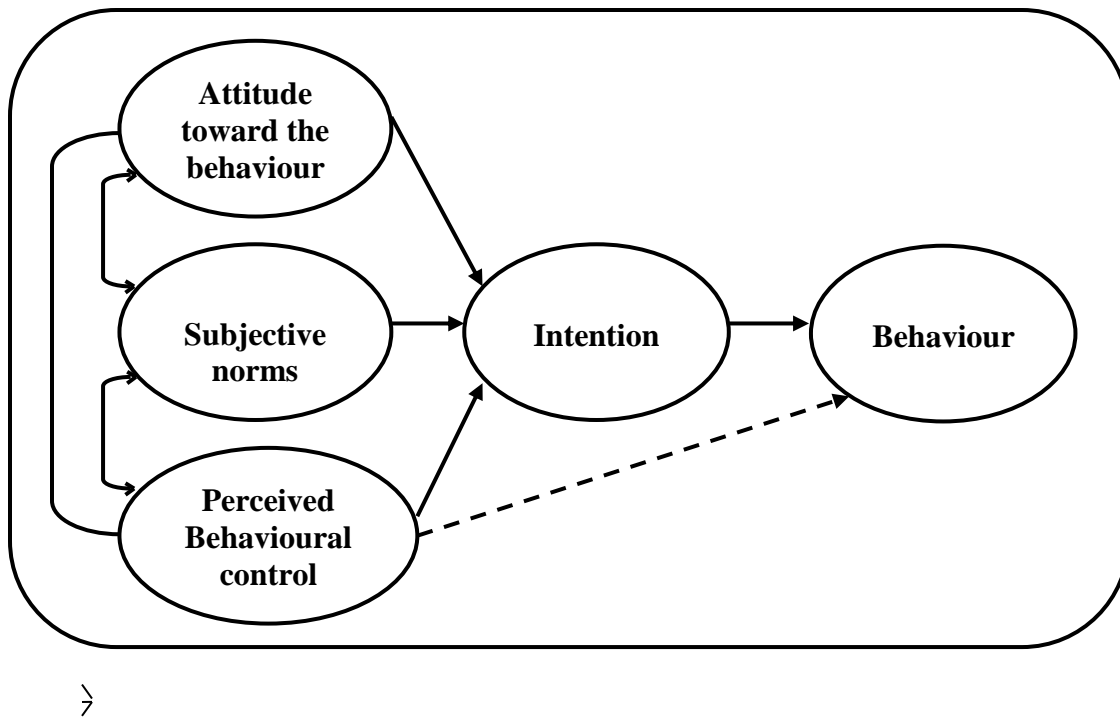 Attitude
toward the
behaviour
Subjective
norms
Intention
Behaviour
Perceived
Behavioural
control